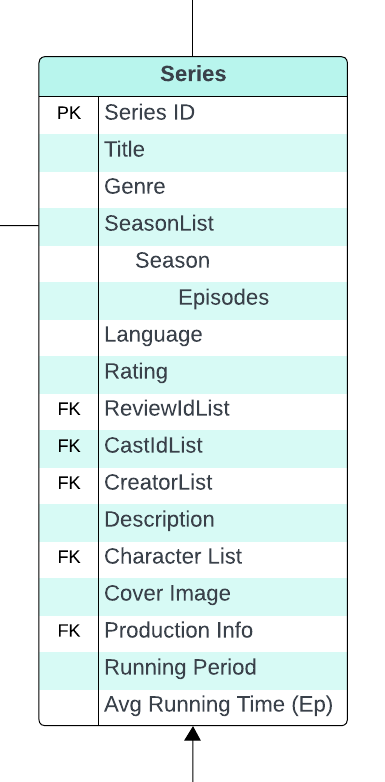 Series
PK Series ID
Title
Genre
SeasonList
Season
Episodes
Language
Rating
FK ReviewIdList
FK CastIdList
FK CreatorList
Description
FK Character List
Cover Image
FK Production Info
Running Period
Avg Running Time (Ep)